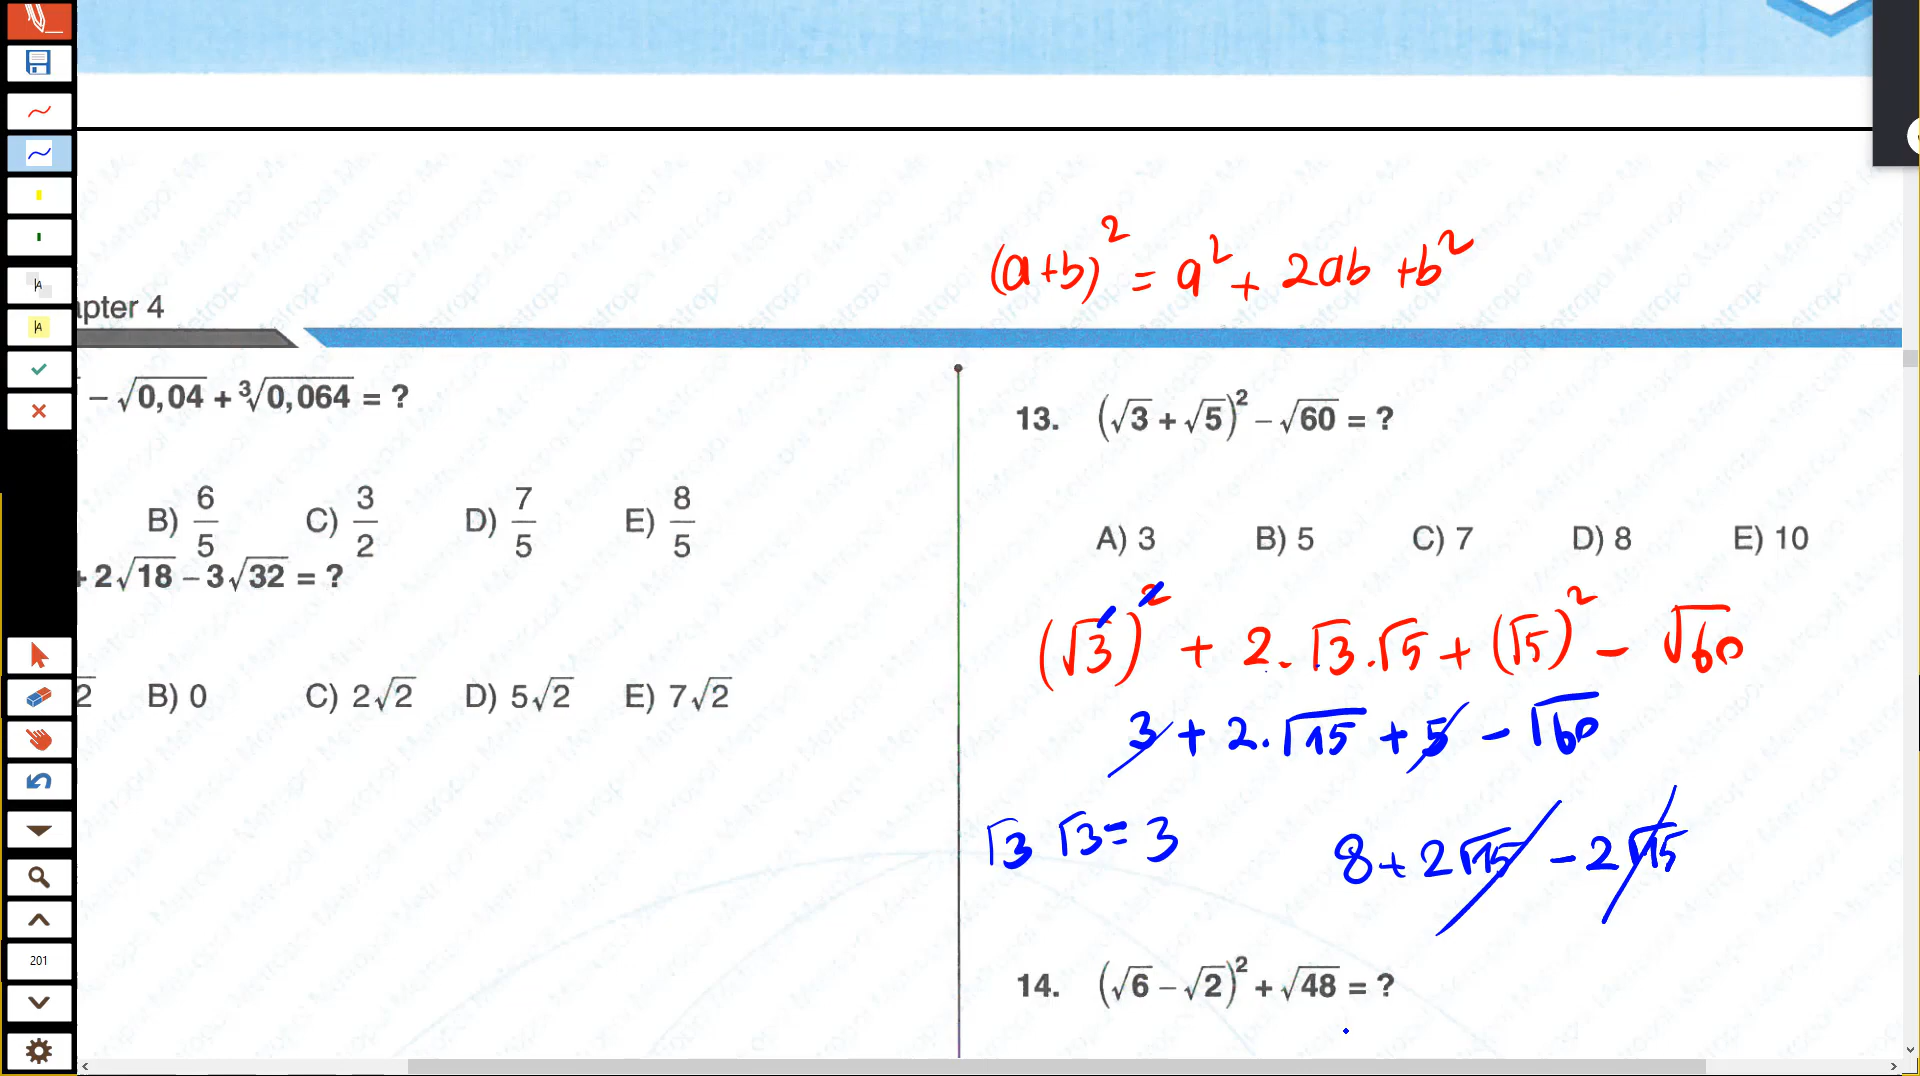 (a+b)² = a² + 2ab + b²
apter 4
− √0,04 + ³√0,064 = ?
B) 6/5 C) 3/2 D) 7/5 E) 8/5
+ 2√18 − 3√32 = ?
2 B) 0 C) 2√2 D) 5√2 E) 7√2
13. (√3 + √5)² − √60 = ?
A) 3 B) 5 C) 7 D) 8 E) 10
(√3)² + 2.√3.√5 + (√5)² − √60
3 + 2.√15 + 5 − √60
√3 √3 = 3
8 + 2√15 − 2√15
14. (√6 − √2)² + √48 = ?
201